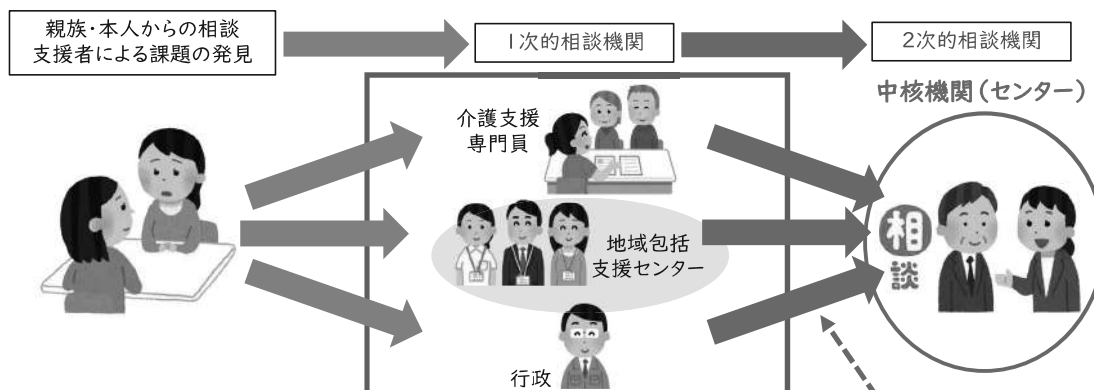 親族・本人からの相談
支援者による課題の発見
1次的相談機関
2次的相談機関
中核機関(センター)
介護支援
専門員
地域包括
支援センター
行政
相
談